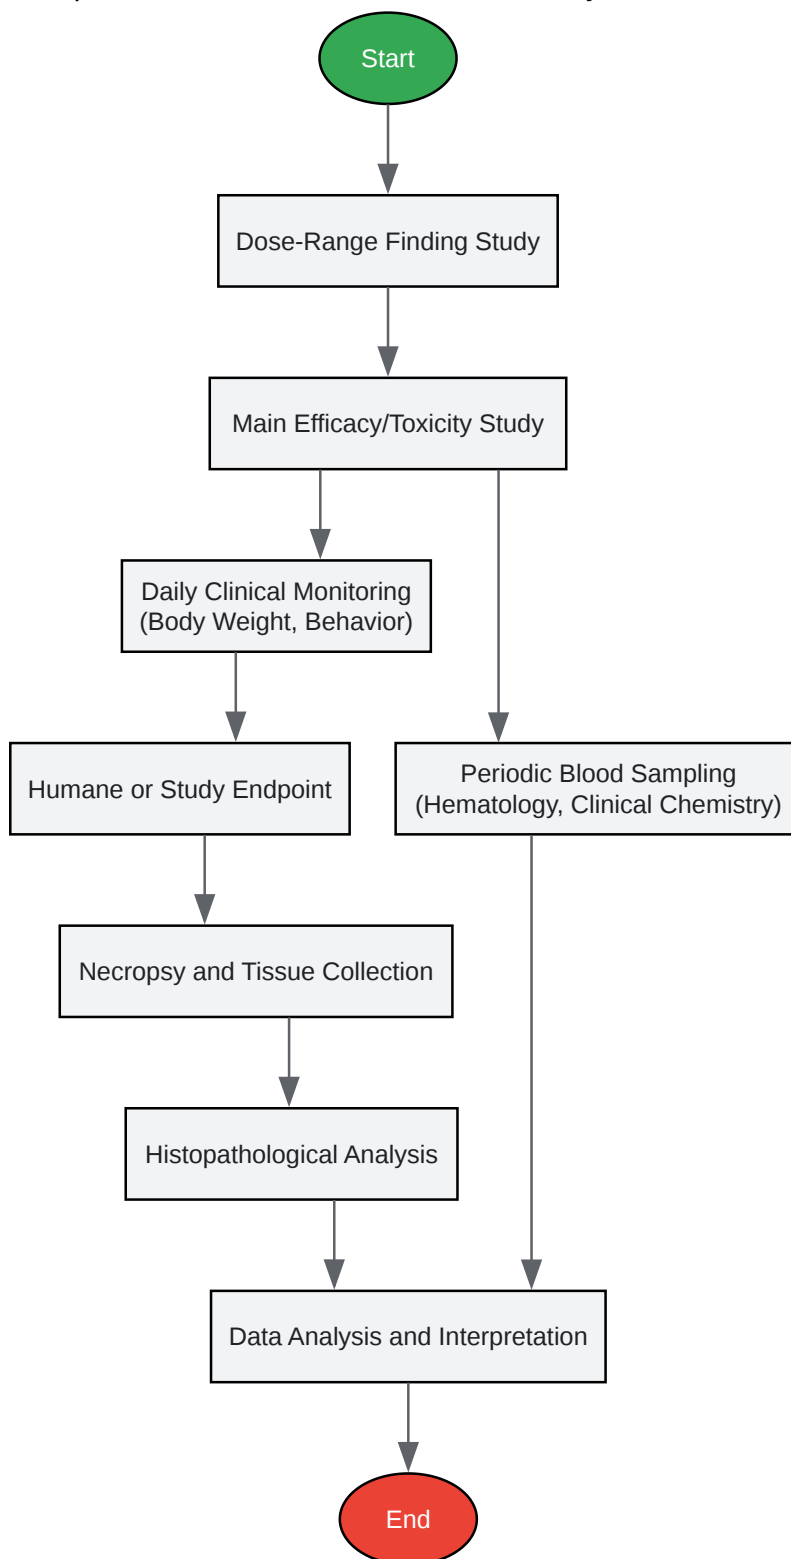 Start
Dose-Range Finding Study
Main Efficacy/Toxicity Study
Daily Clinical Monitoring
(Body Weight, Behavior)
Humane or Study Endpoint
Periodic Blood Sampling
(Hematology, Clinical Chemistry)
Necropsy and Tissue Collection
Histopathological Analysis
Data Analysis and Interpretation
End